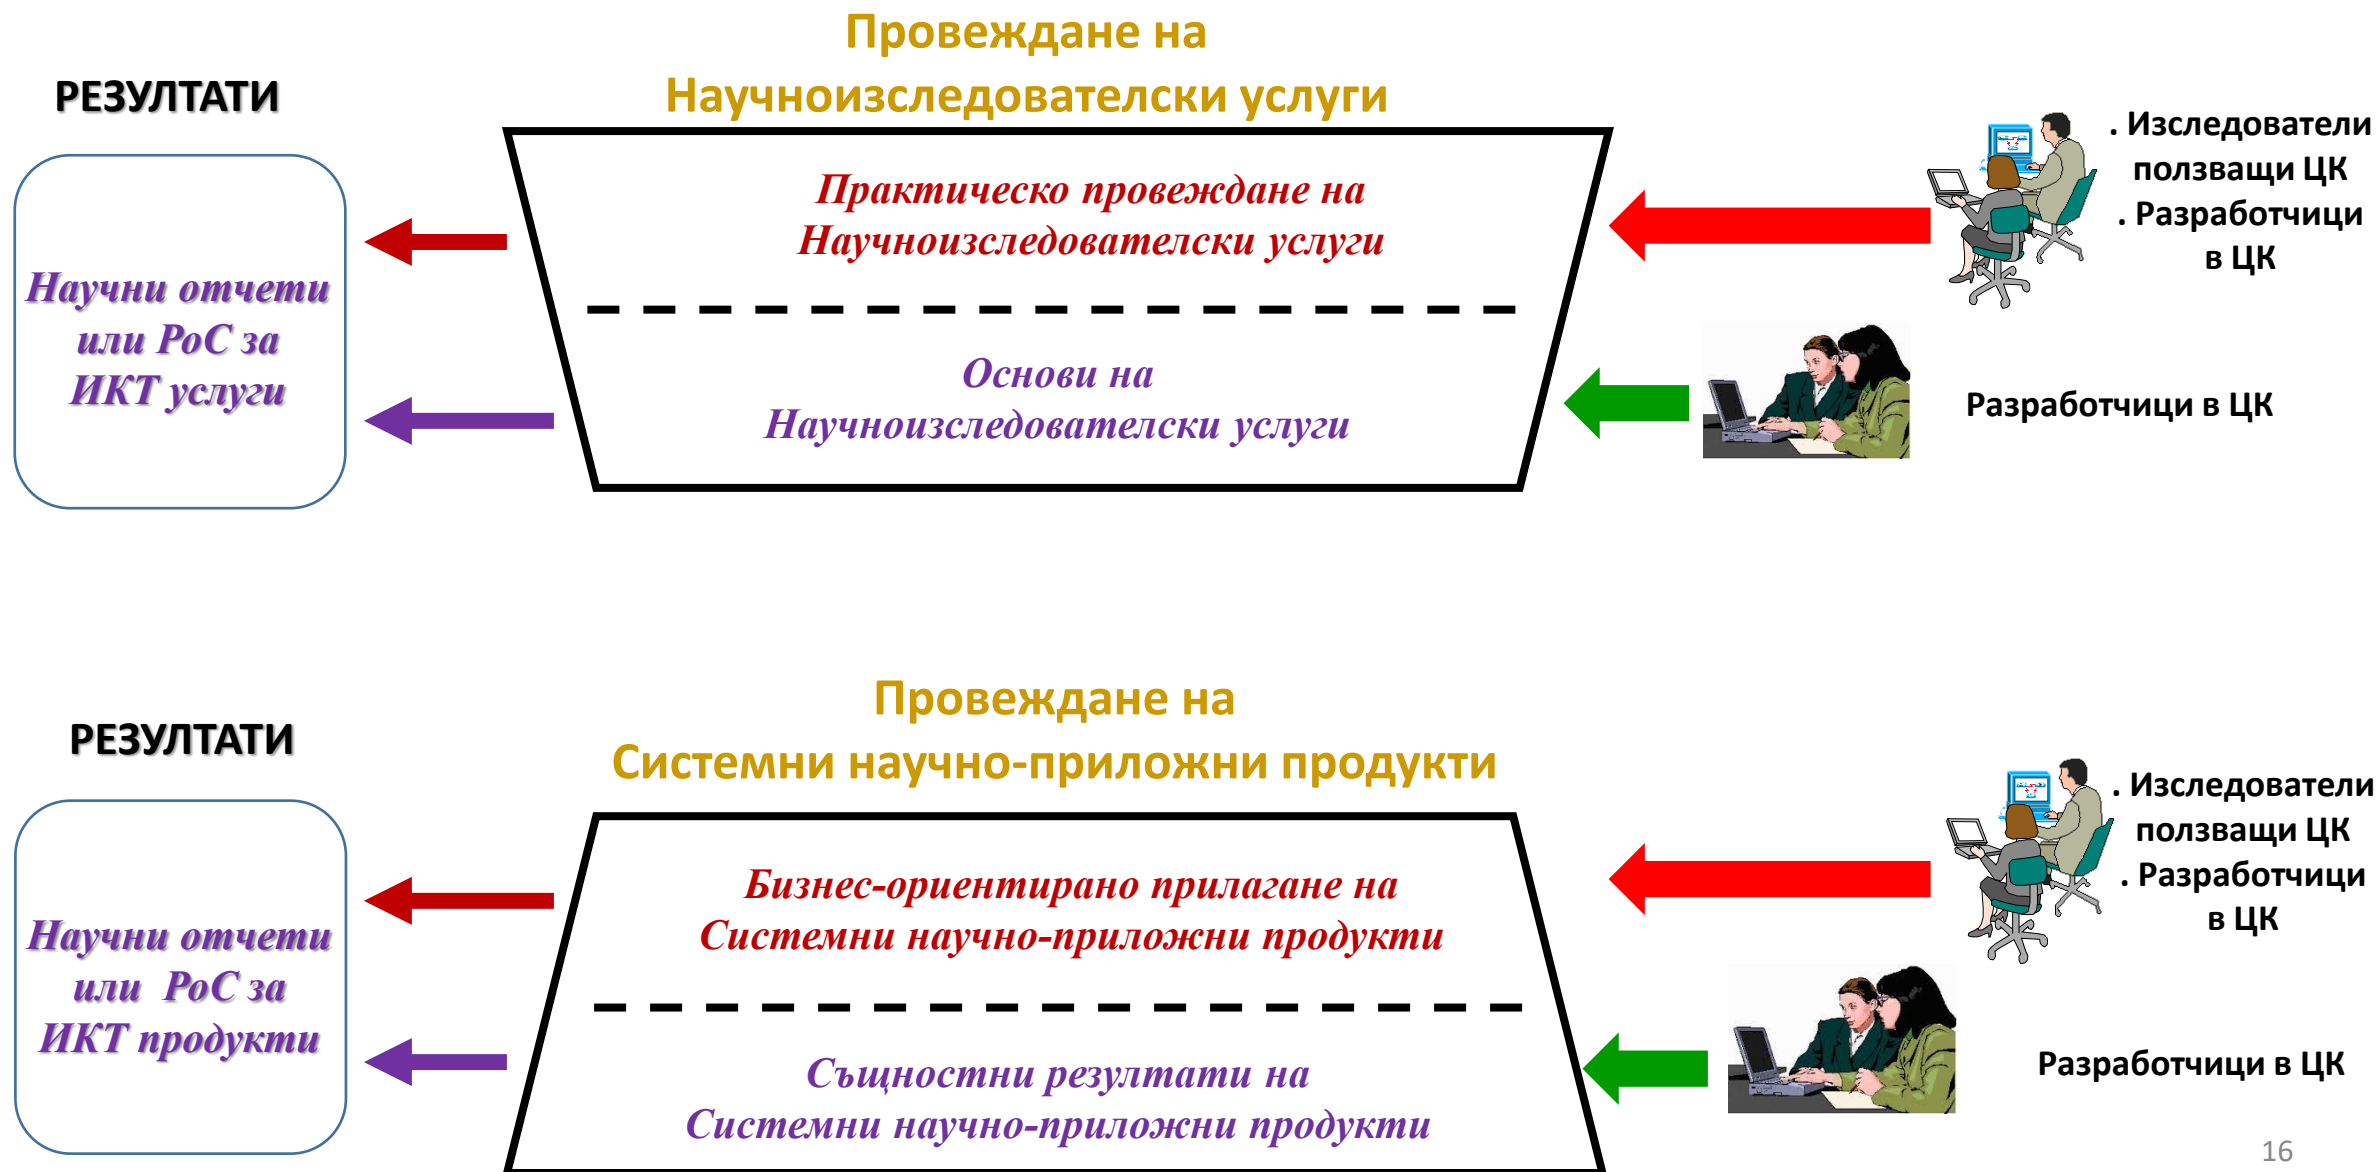 Провеждане на
Научноизследователски услуги
РЕЗУЛТАТИ
Научни отчети
или PoC за
ИКТ услуги
Практическо провеждане на
Научноизследователски услуги
Основи на
Научноизследователски услуги
. Изследователи
ползващи ЦК
. Разработчици
в ЦК
Разработчици в ЦК
Провеждане на
Системни научно-приложни продукти
РЕЗУЛТАТИ
Научни отчети
или PoC за
ИКТ продукти
Бизнес-ориентирано прилагане на
Системни научно-приложни продукти
Същностни резултати на
Системни научно-приложни продукти
. Изследователи
ползващи ЦК
. Разработчици
в ЦК
Разработчици в ЦК
16